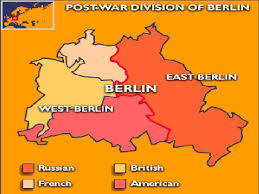 POST-WAR DIVISION OF BERLIN
EAST-BERLIN
BERLIN
WEST-BERLIN
Russian
British
French
American